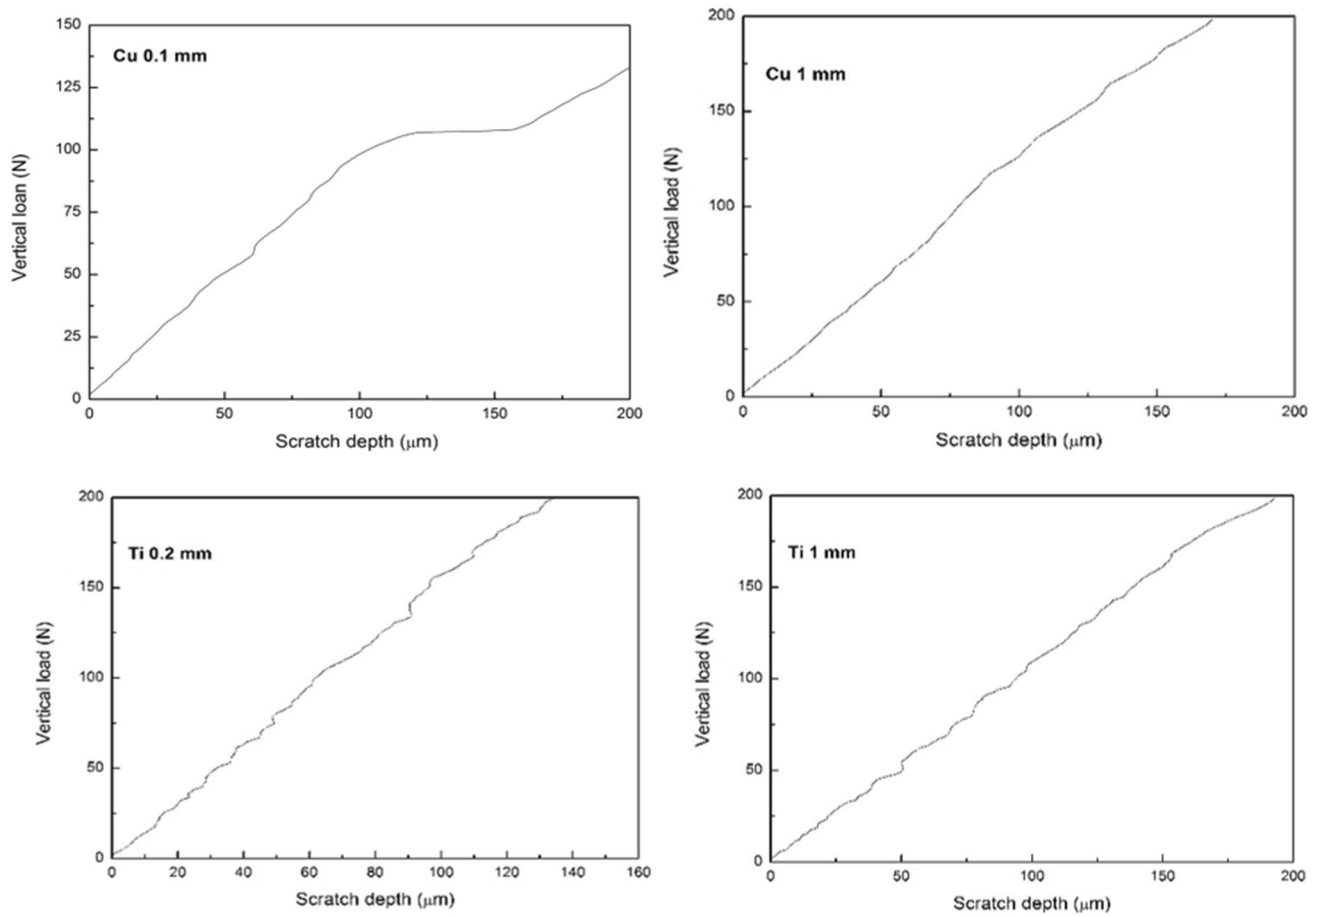 Cu 0.1 mm
150
125
100
75
50
25
0
Vertical loan (N)
0 50 100 150 200
Scratch depth (μm)
Cu 1 mm
200
150
100
50
0
Vertical load (N)
0 50 100 150 200
Scratch depth (μm)
Ti 0.2 mm
200
150
100
50
0
Vertical load (N)
0 20 40 60 80 100 120 140 160
Scratch depth (μm)
Ti 1 mm
200
150
100
50
0
Vertical load (N)
0 50 100 150 200
Scratch depth (μm)